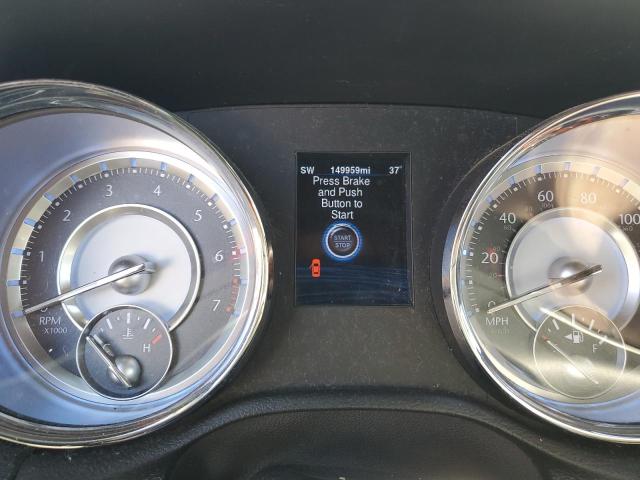 SW 149959mi 37°
Press Brake
and Push
Button to
Start
START
STOP
1 2 3 4 5 6 7
RPM
X1000
C H
0 20 40 60 80 100
MPH
F